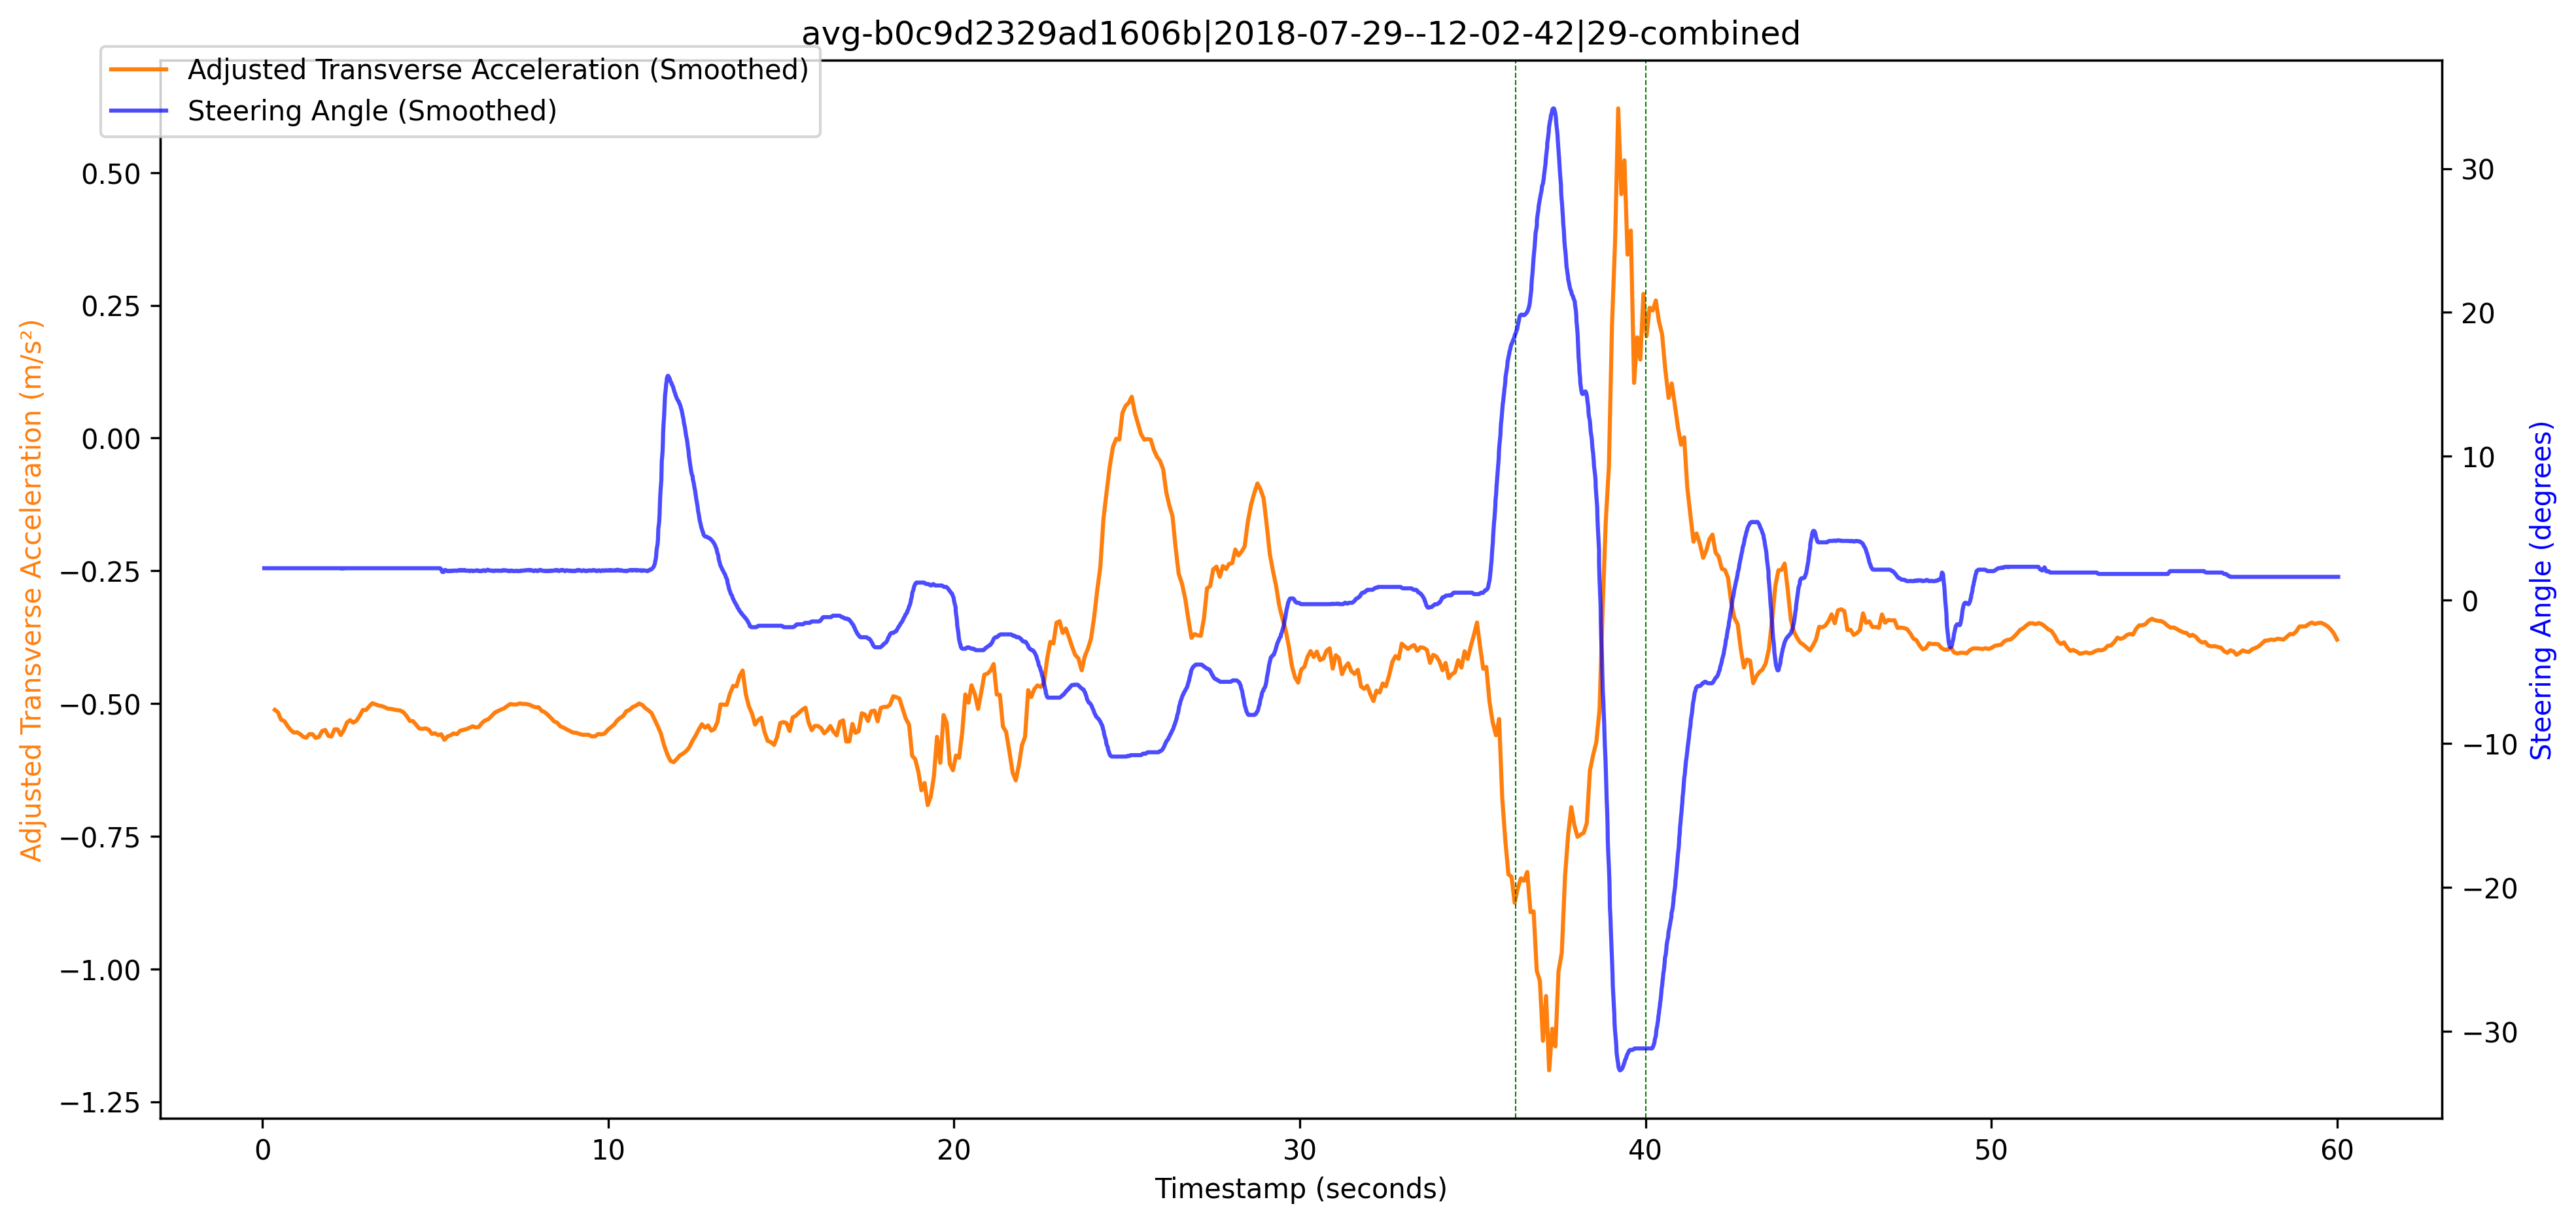 avg-b0c9d2329ad1606b|2018-07-29--12-02-42|29-combined
Adjusted Transverse Acceleration (Smoothed)
Steering Angle (Smoothed)
Adjusted Transverse Acceleration (m/s²)
0.50
0.25
0.00
−0.25
−0.50
−0.75
−1.00
−1.25
30
20
10
0
−10
−20
−30
Steering Angle (degrees)
0 10 20 30 40 50 60
Timestamp (seconds)